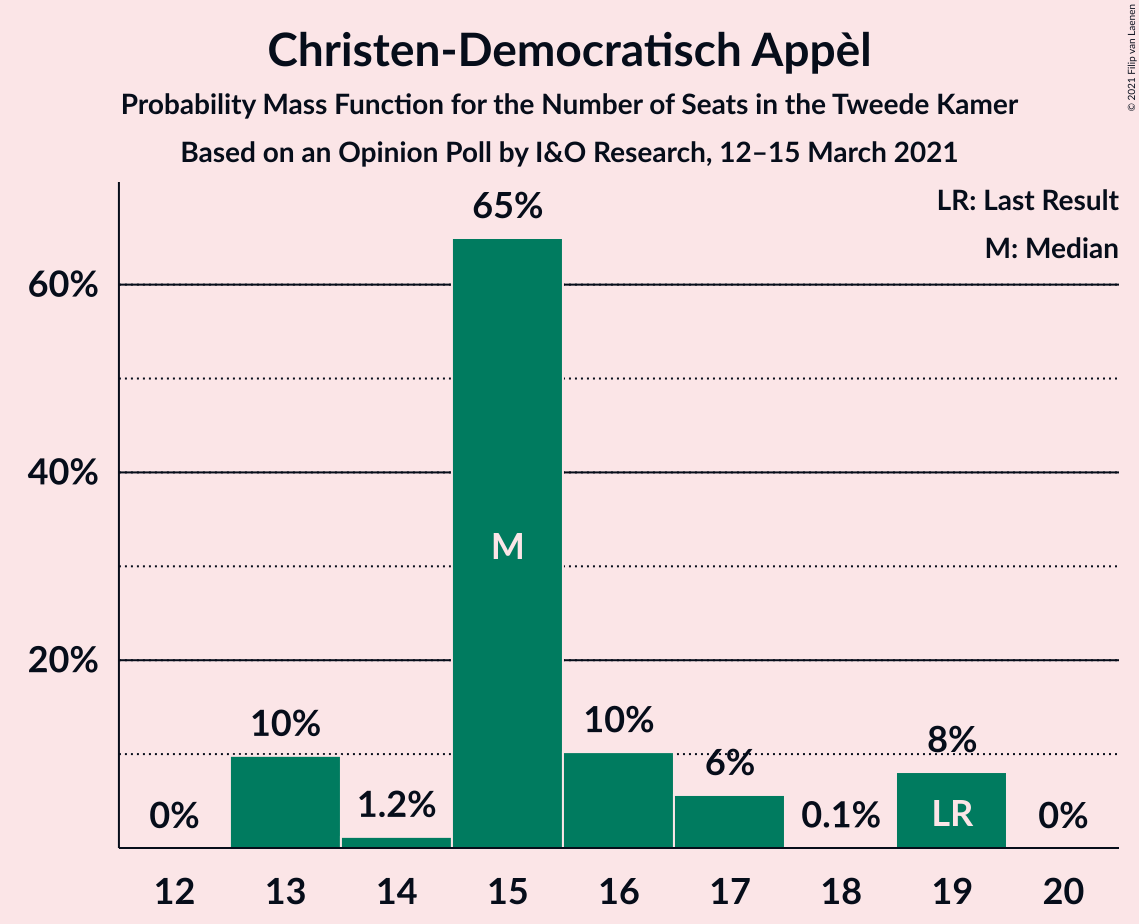 Christen-Democratisch Appèl
Probability Mass Function for the Number of Seats in the Tweede Kamer
Based on an Opinion Poll by I&O Research, 12–15 March 2021
© 2021 Filip van Laenen
LR: Last Result
M: Median
60%
40%
20%
0%
10%
1.2%
65%
M
10%
6%
0.1%
8%
LR
0%
12 13 14 15 16 17 18 19 20